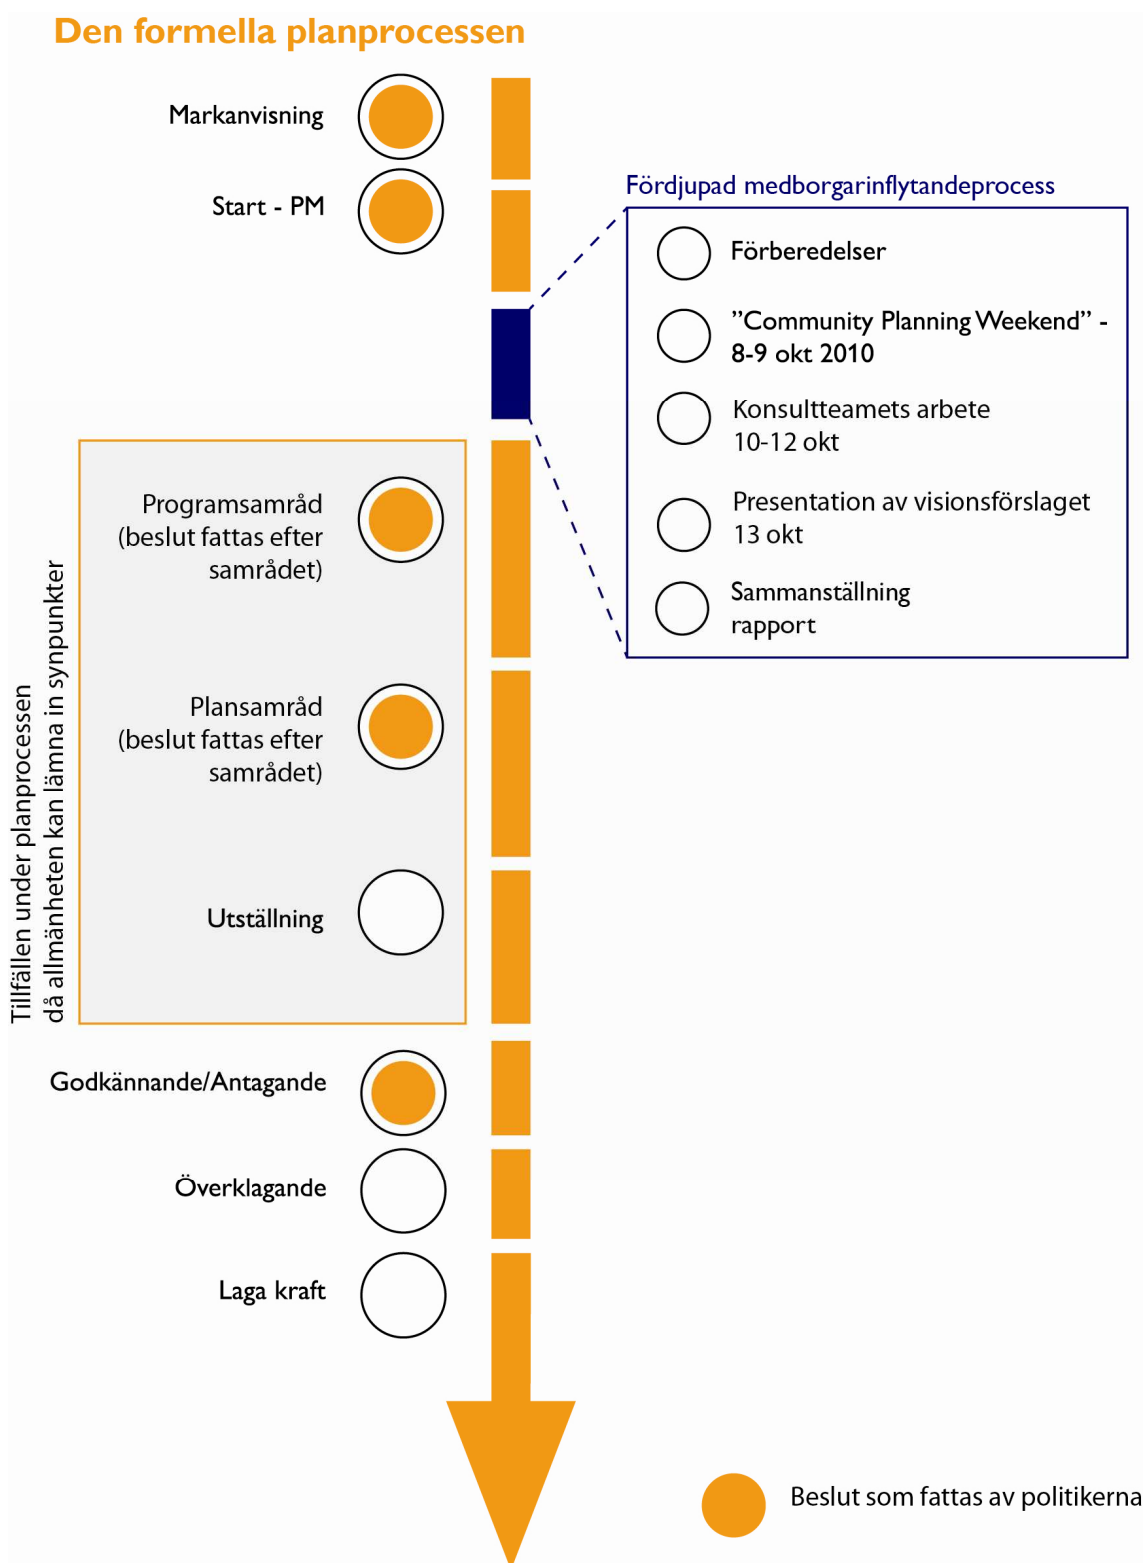 Den formella planprocessen
Markanvisning
Start - PM
Fördjupad medborgarinflytandeprocess
Förberedelser
”Community Planning Weekend” -
8-9 okt 2010
Konsultteamets arbete
10-12 okt
Presentation av visionsförslaget
13 okt
Sammanställning
rapport
Tillfällen under planprocessen
då allmänheten kan lämna in synpunkter
Programsamråd
(beslut fattas efter
samrådet)
Plansamråd
(beslut fattas efter
samrådet)
Utställning
Godkännande/Antagande
Överklagande
Laga kraft
Beslut som fattas av politikerna